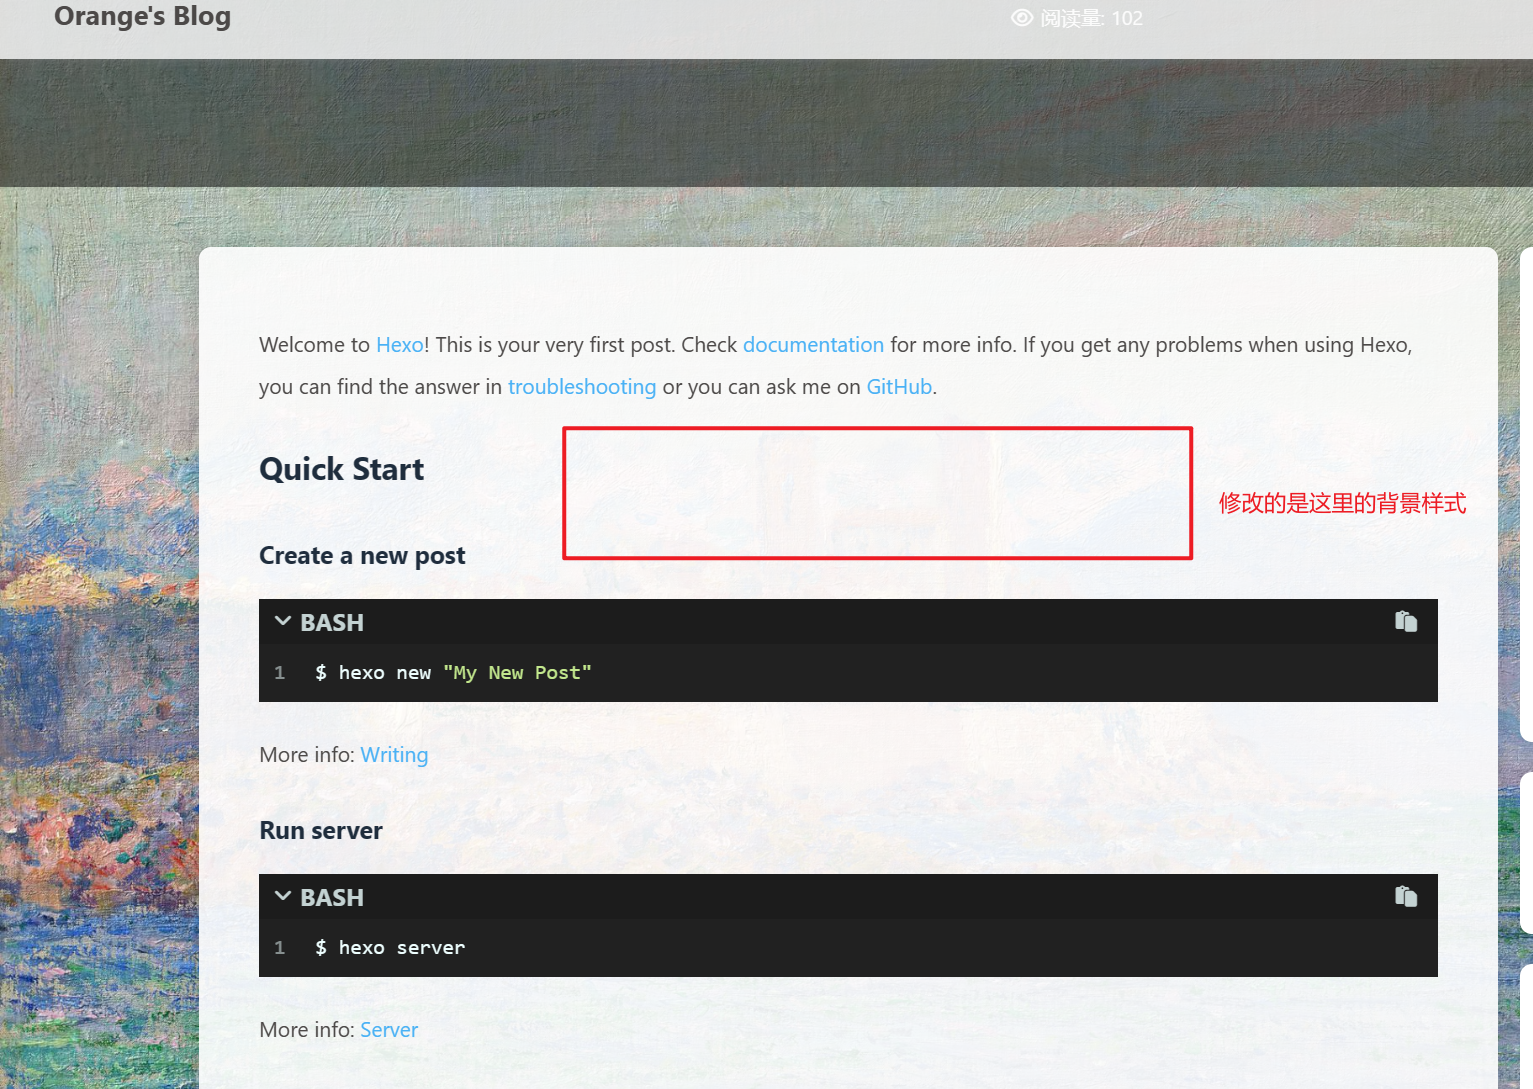 Orange's Blog
阅读量: 102
Welcome to Hexo! This is your very first post. Check documentation for more info. If you get any problems when using Hexo,
you can find the answer in troubleshooting or you can ask me on GitHub.
Quick Start
修改的是这里的背景样式
Create a new post
BASH
1 $ hexo new "My New Post"
More info: Writing
Run server
BASH
1 $ hexo server
More info: Server